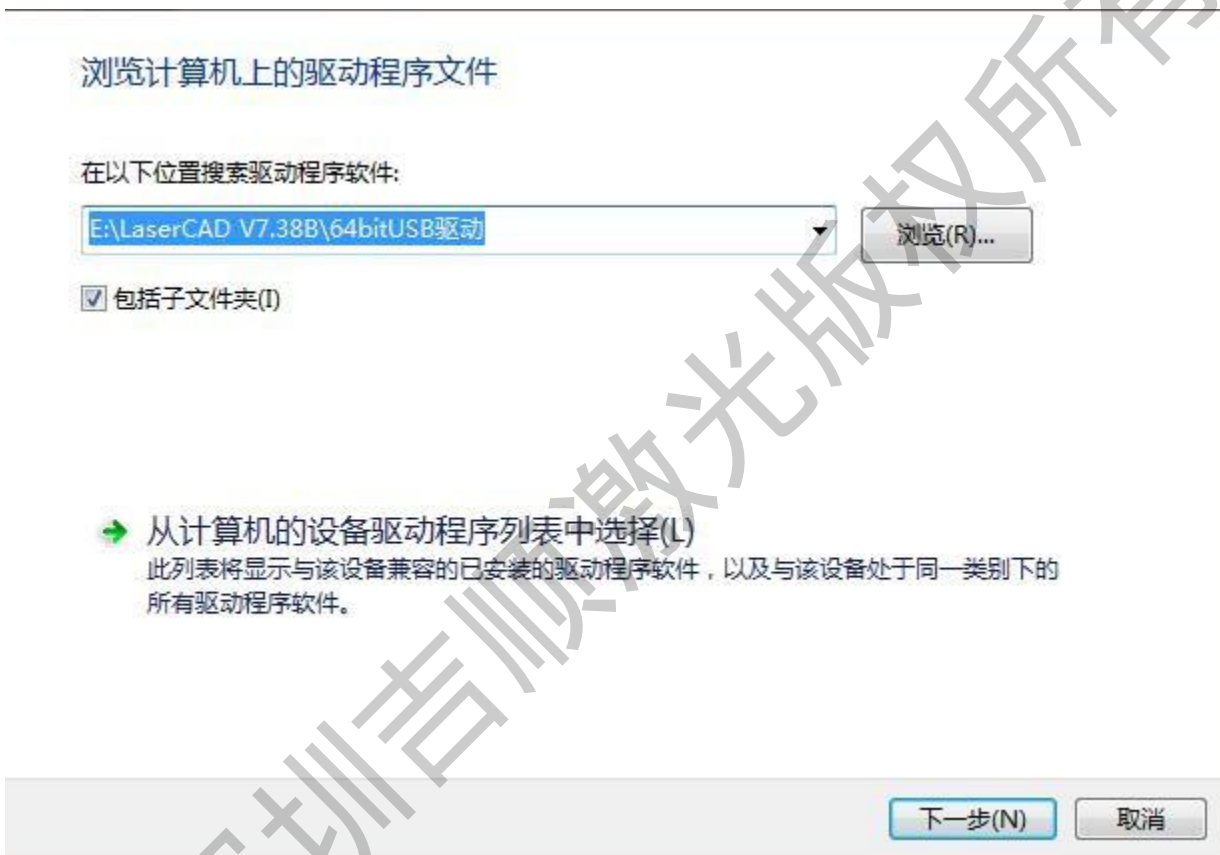 浏览计算机上的驱动程序文件
在以下位置搜索驱动程序软件:
E:\LaserCAD V7.38B\64bitUSB驱动
浏览(R)...
包括子文件夹(I)
从计算机的设备驱动程序列表中选择(L)
此列表将显示与该设备兼容的已安装的驱动程序软件，以及与该设备处于同一类别下的
所有驱动程序软件。
下一步(N)
取消
圳吉顺激光版权所有